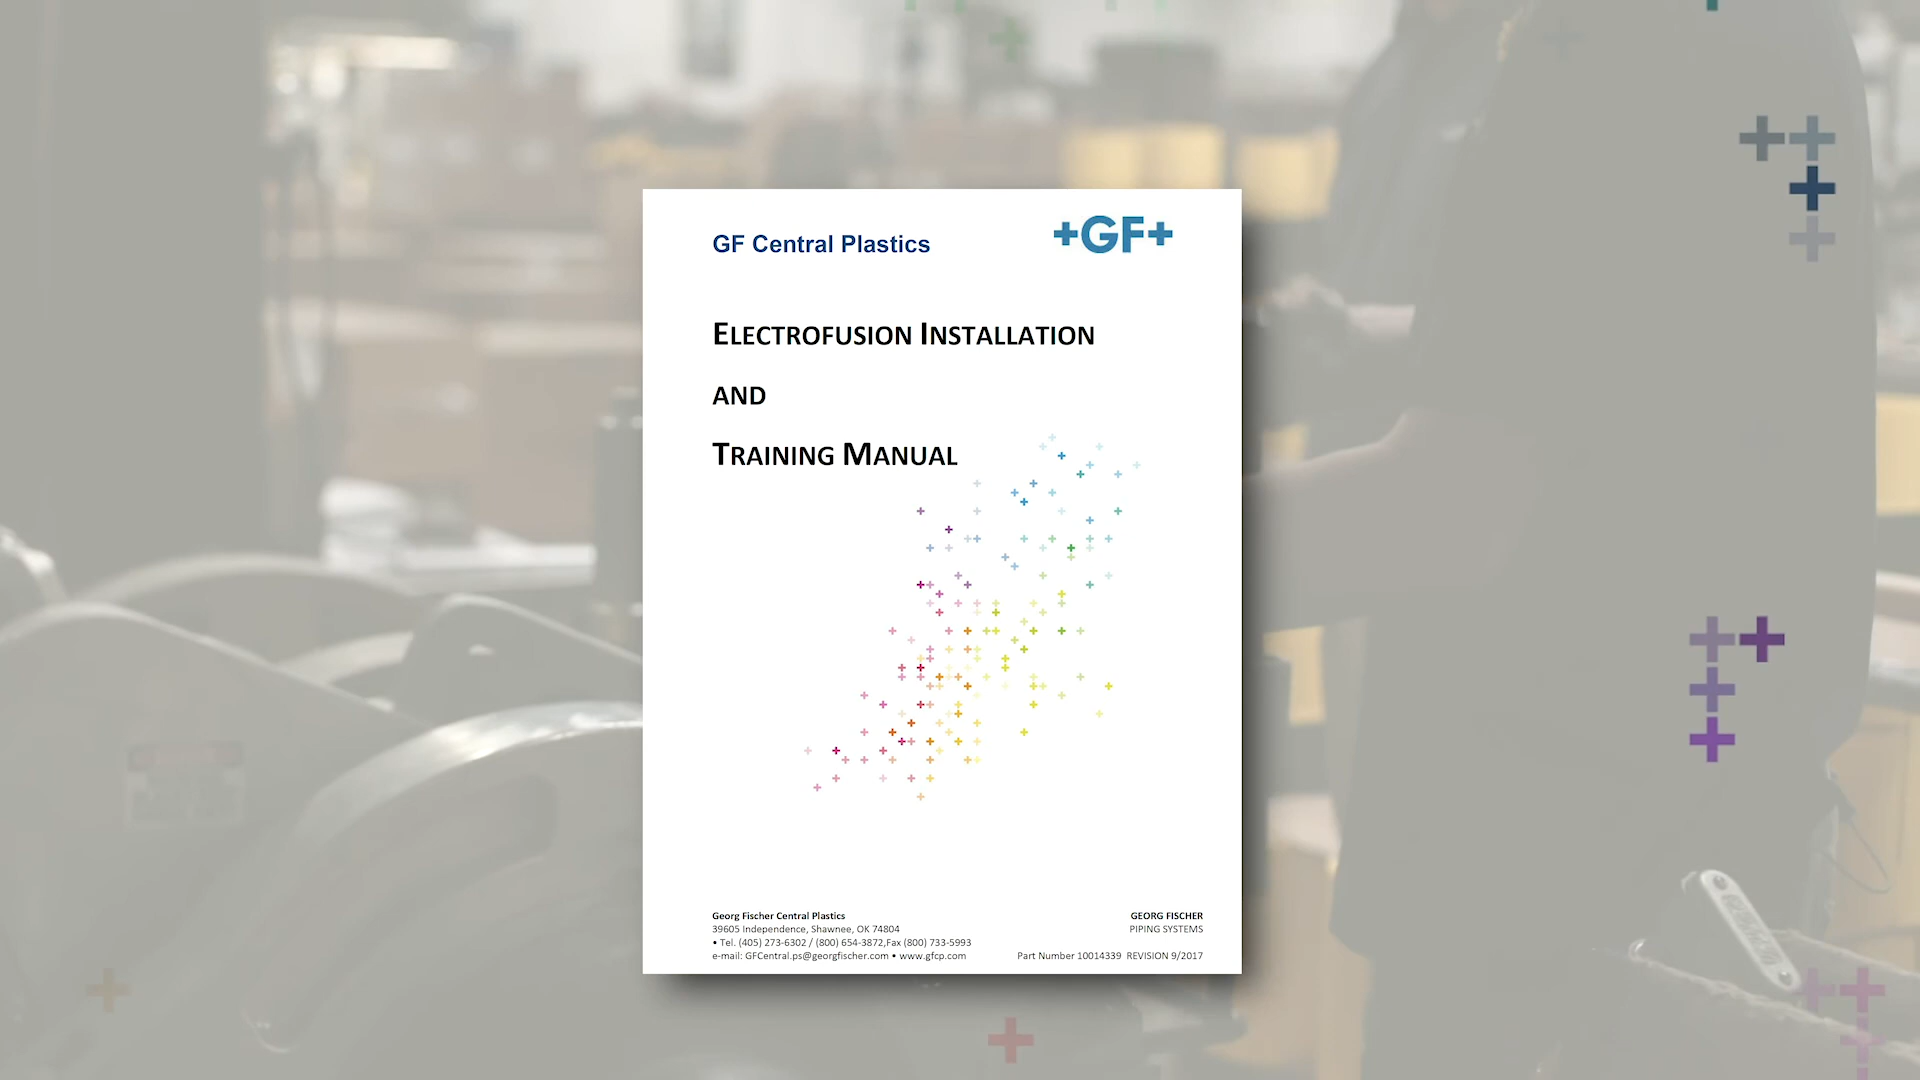 GF Central Plastics
+GF+
ELECTROFUSION INSTALLATION
AND
TRAINING MANUAL
Georg Fischer Central Plastics
39605 Independence, Shawnee, OK 74804
• Tel. (405) 273-6302 / (800) 654-3872,Fax (800) 733-5993
e-mail: GFCentral.ps@georgfischer.com • www.gfcp.com
GEORG FISCHER
PIPING SYSTEMS
Part Number 10014339 REVISION 9/2017